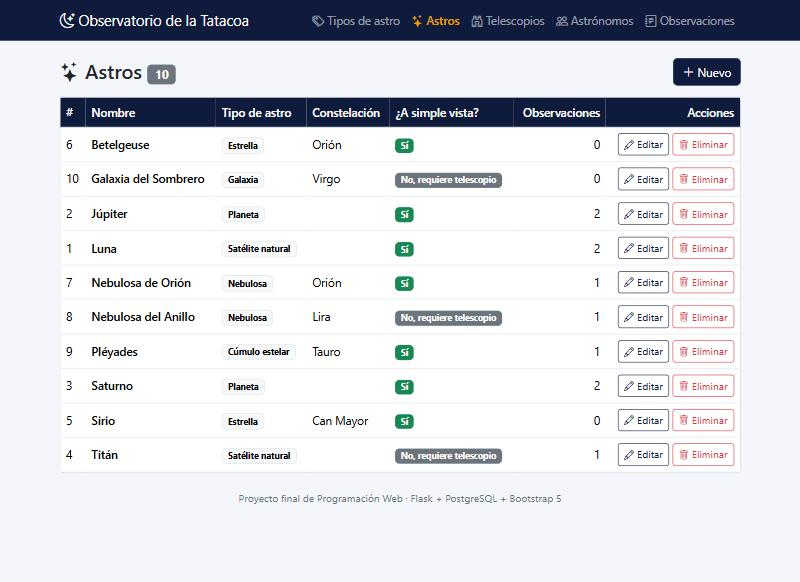 Observatorio de la Tatacoa Tipos de astro Astros Telescopios Astrónomos Observaciones
Astros 10 + Nuevo
# Nombre Tipo de astro Constelación ¿A simple vista? Observaciones Acciones
6 Betelgeuse Estrella Orión Sí 0 Editar Eliminar
10 Galaxia del Sombrero Galaxia Virgo No, requiere telescopio 0 Editar Eliminar
2 Júpiter Planeta Sí 2 Editar Eliminar
1 Luna Satélite natural Sí 2 Editar Eliminar
7 Nebulosa de Orión Nebulosa Orión Sí 1 Editar Eliminar
8 Nebulosa del Anillo Nebulosa Lira No, requiere telescopio 1 Editar Eliminar
9 Pléyades Cúmulo estelar Tauro Sí 1 Editar Eliminar
3 Saturno Planeta Sí 2 Editar Eliminar
5 Sirio Estrella Can Mayor Sí 0 Editar Eliminar
4 Titán Satélite natural No, requiere telescopio 1 Editar Eliminar
Proyecto final de Programación Web · Flask + PostgreSQL + Bootstrap 5